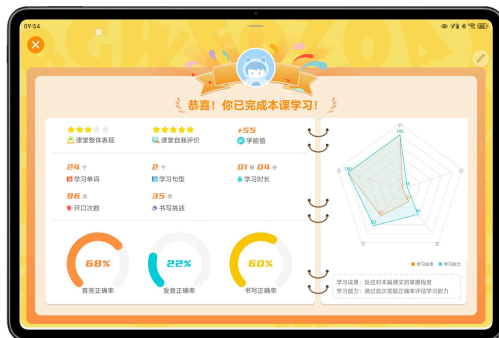 09:54
恭喜！你已完成本课学习！
课堂整体表现
课堂自我评价
+55
学能值
24 个
学习单词
2 个
学习句型
01 时 04 分
学习时长
86 次
开口次数
35 次
书写挑战
68%
首答正确率
22%
发音正确率
60%
书写正确率
100
100
学习成果
学习能力
学习成果：反应对本篇课文的掌握程度
学习能力：通过首次答题正确率评估学习能力